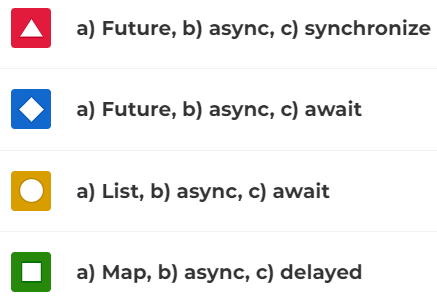 a) Future, b) async, c) synchronize
a) Future, b) async, c) await
a) List, b) async, c) await
a) Map, b) async, c) delayed